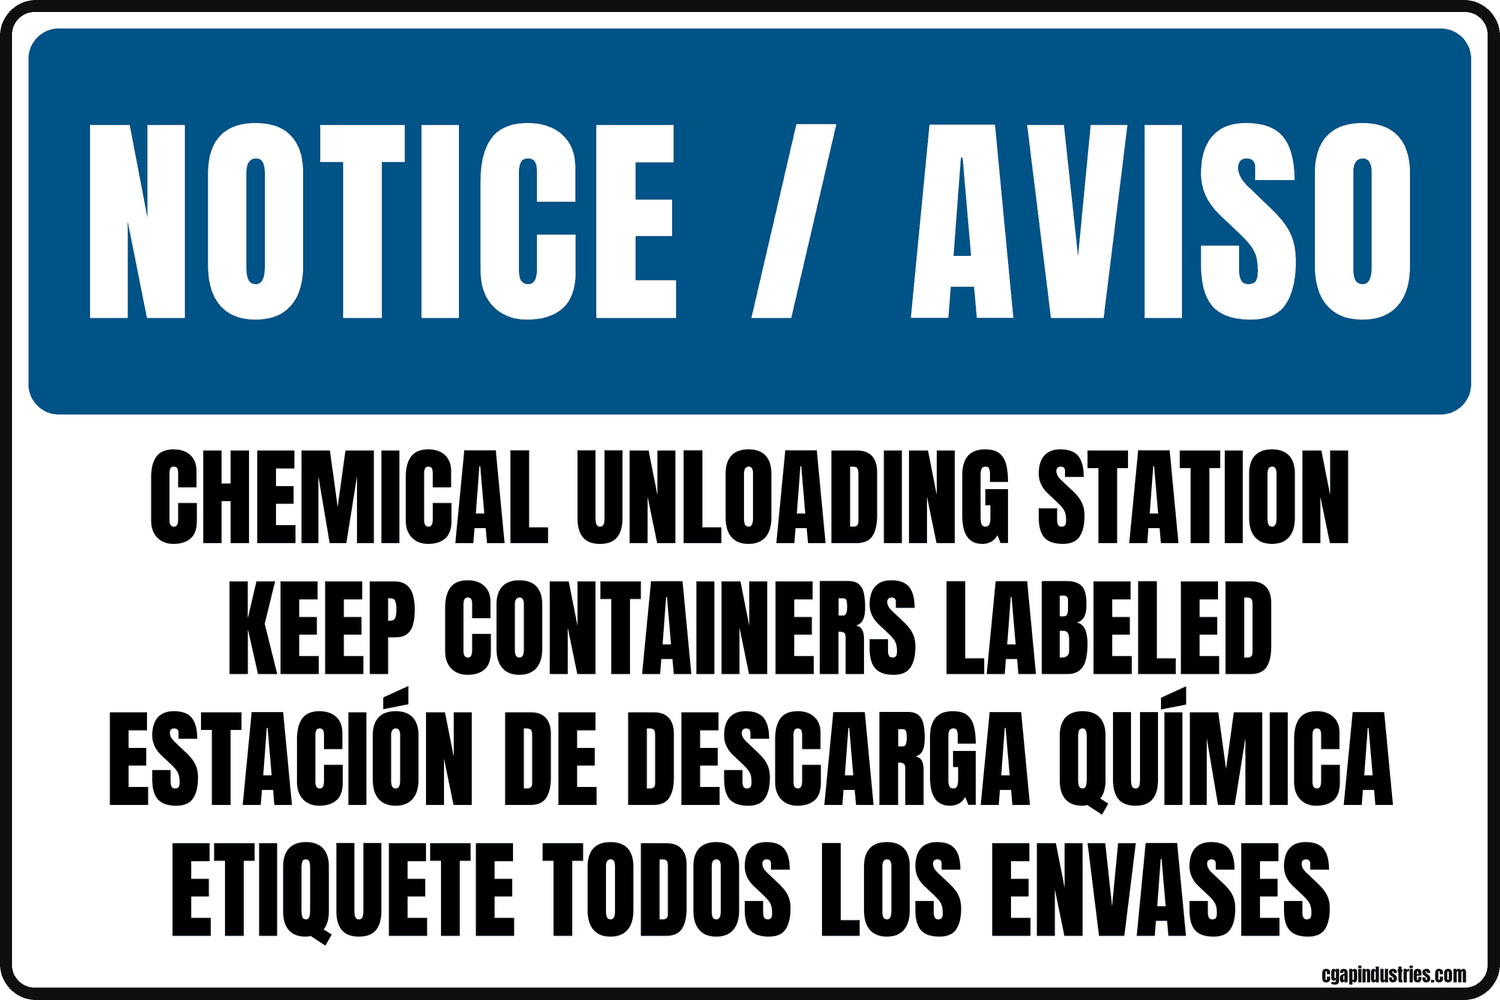 NOTICE / AVISO
CHEMICAL UNLOADING STATION
KEEP CONTAINERS LABELED
ESTACIÓN DE DESCARGA QUÍMICA
ETIQUETE TODOS LOS ENVASES
cgapindustries.com